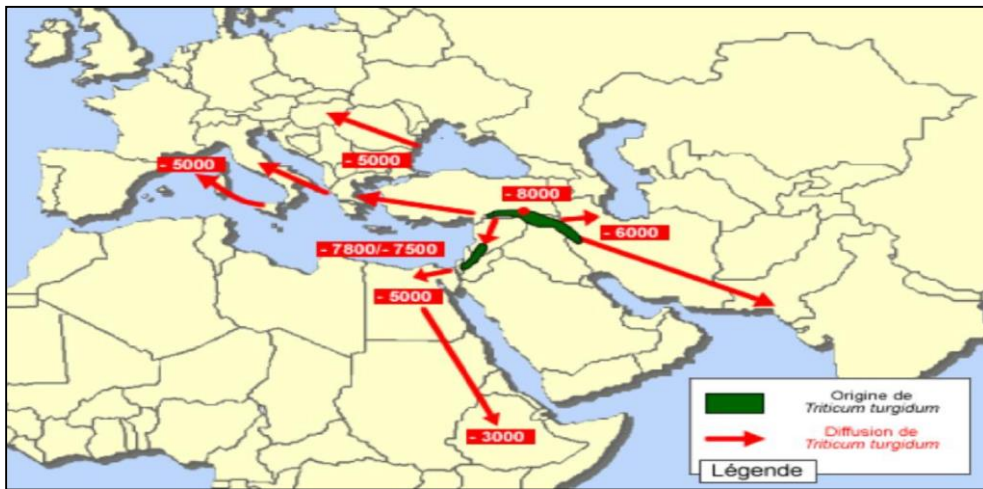 - 5000
- 5000
- 8000
- 6000
- 7800/- 7500
- 5000
- 3000
Origine de
Triticum turgidum
Diffusion de
Triticum turgidum
Légende